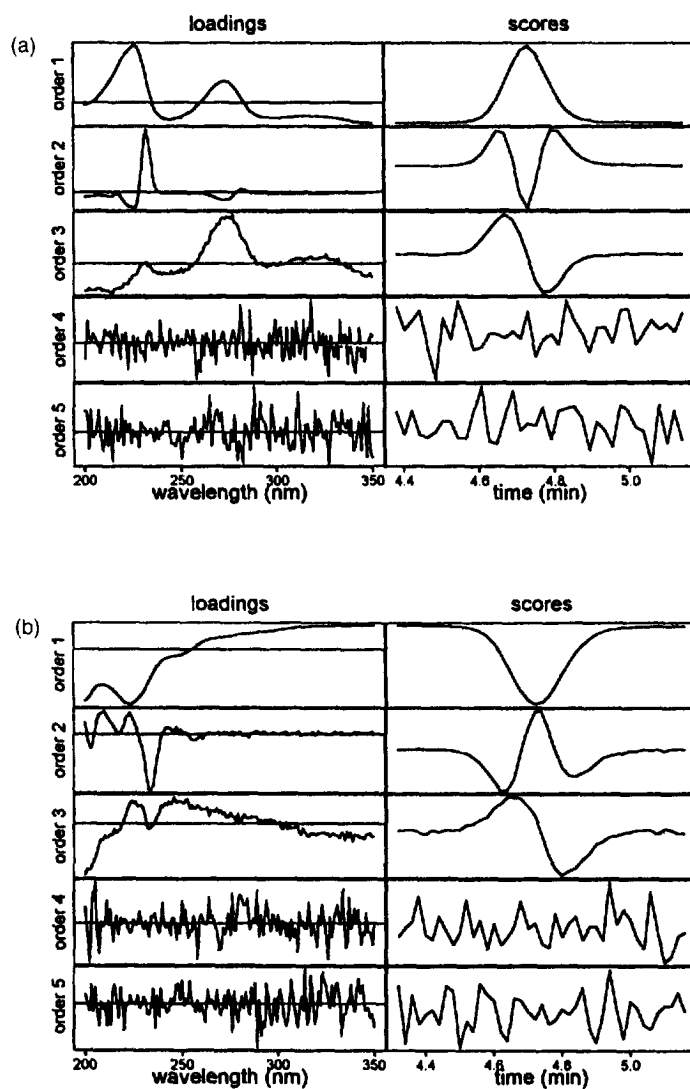 loadings scores
(a)
order 1
order 2
order 3
order 4
order 5
200 250 300 350 4.4 4.6 4.8 5.0
wavelength (nm) time (min)
loadings scores
(b)
order 1
order 2
order 3
order 4
order 5
200 250 300 350 4.4 4.6 4.8 5.0
wavelength (nm) time (min)